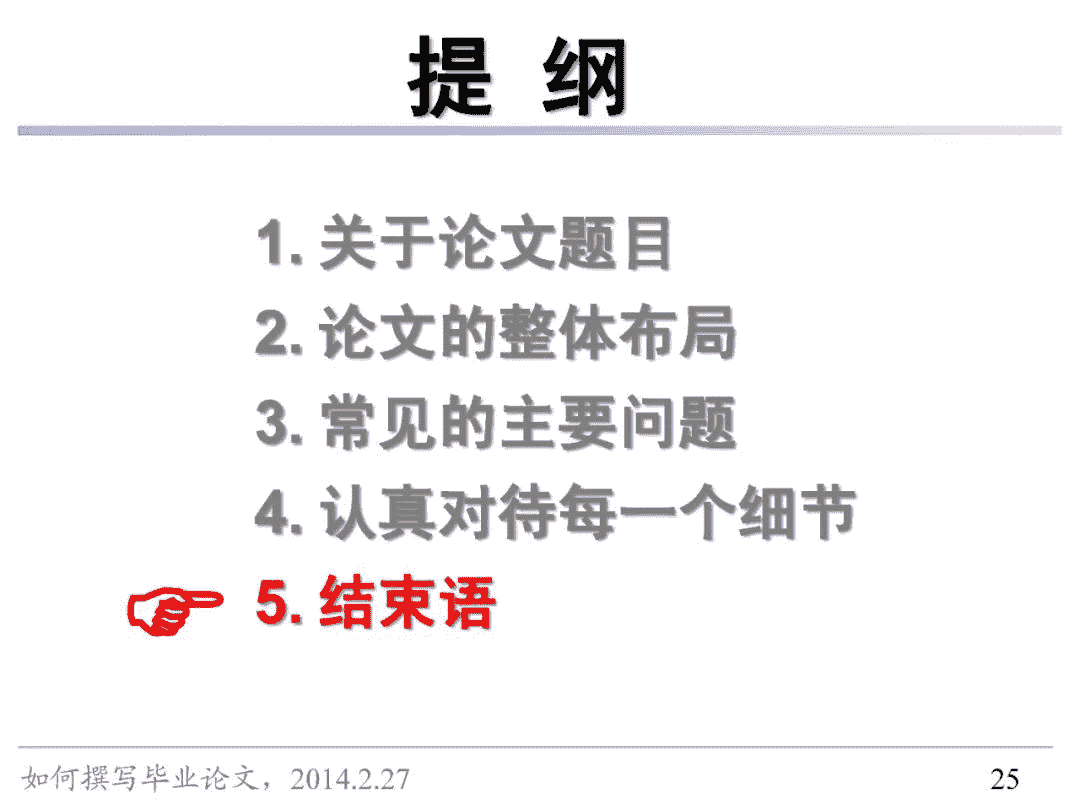 提 纲
1. 关于论文题目
2. 论文的整体布局
3. 常见的主要问题
4. 认真对待每一个细节
5. 结束语
如何撰写毕业论文，2014.2.27
25